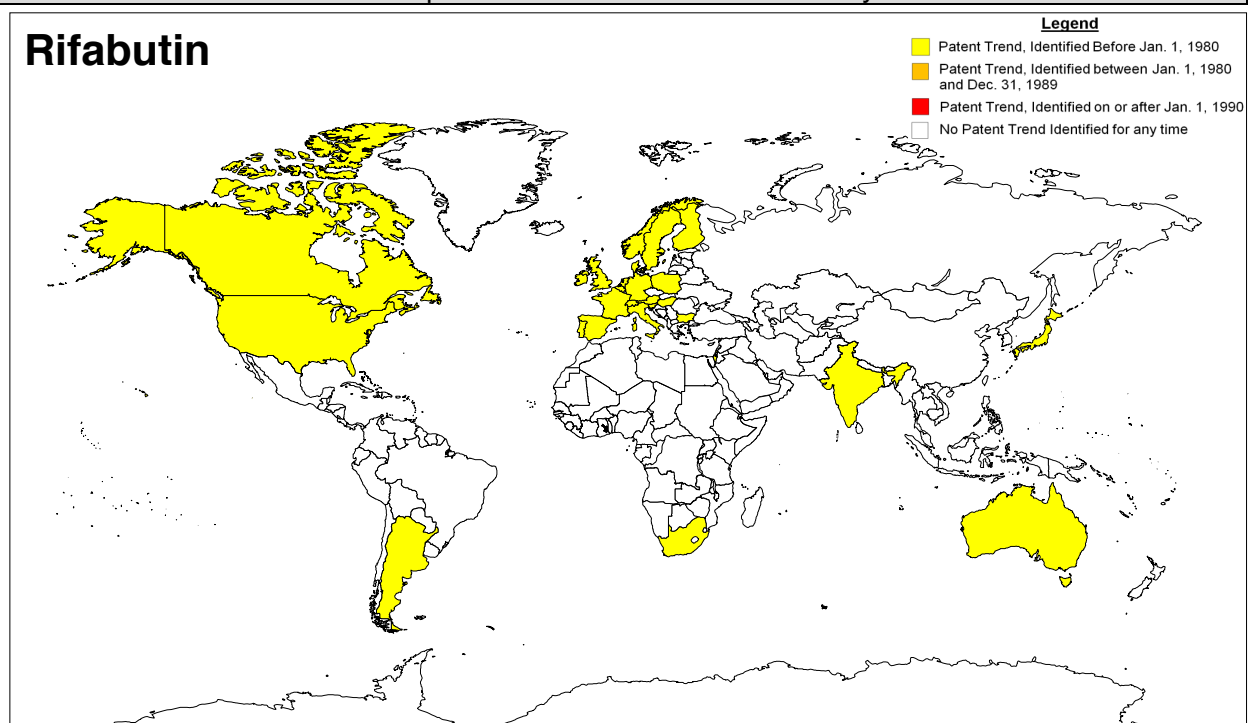 Legend
Rifabutin
Patent Trend, Identified Before Jan. 1, 1980
Patent Trend, Identified between Jan. 1, 1980
and Dec. 31, 1989
Patent Trend, Identified on or after Jan. 1, 1990
No Patent Trend Identified for any time